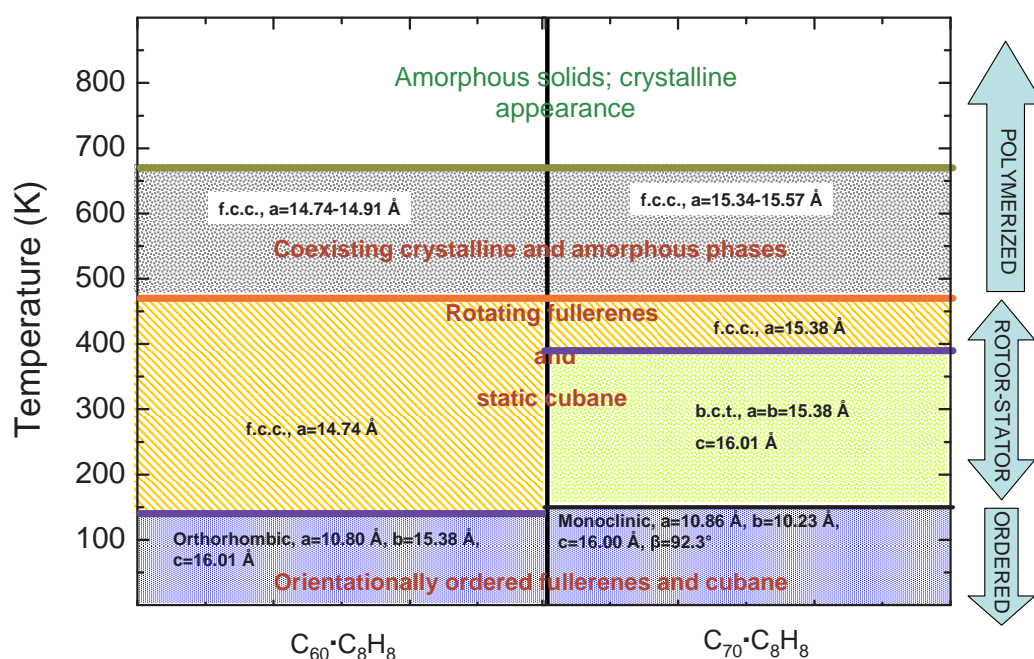 Amorphous solids; crystalline
appearance
f.c.c., a=14.74-14.91 Å
f.c.c., a=15.34-15.57 Å
Coexisting crystalline and amorphous phases
Rotating fullerenes
and
static cubane
f.c.c., a=15.38 Å
b.c.t., a=b=15.38 Å
c=16.01 Å
f.c.c., a=14.74 Å
Orthorhombic, a=10.80 Å, b=15.38 Å,
c=16.01 Å
Monoclinic, a=10.86 Å, b=10.23 Å,
c=16.00 Å, β=92.3°
Orientationally ordered fullerenes and cubane
800
700
600
500
400
300
200
100
Temperature (K)
C₆₀·C₈H₈
C₇₀·C₈H₈
POLYMERIZED
ROTOR-STATOR
ORDERED